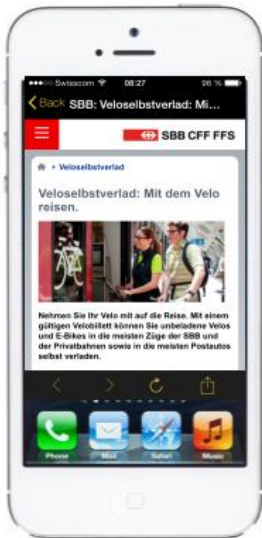 Swisscom 08:27 96 %
Back SBB: Veloselbstverlad: Mi...
SBB CFF FFS
Veloselbstverlad
Veloselbstverlad: Mit dem Velo
reisen.
Nehmen Sie Ihr Velo mit auf die Reise. Mit einem
gültigen Velobillett können Sie unbeladene Velos
und E-Bikes in die meisten Züge der SBB und
der Privatbahnen sowie in die meisten Postautos
selbst verladen.
Phone Mail Safari Music